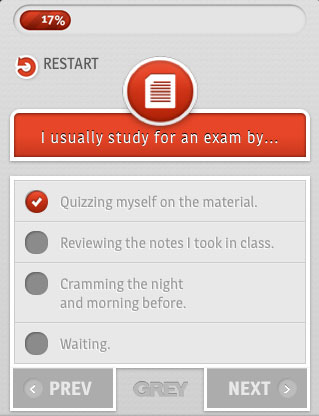 17%
RESTART
I usually study for an exam by...
Quizzing myself on the material.
Reviewing the notes I took in class.
Cramming the night
and morning before.
Waiting.
PREV
GREY
NEXT